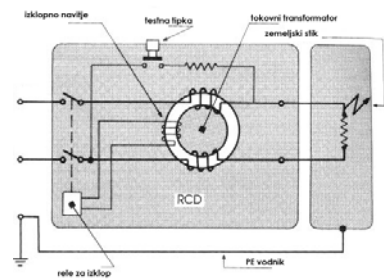 testna tipka
izklopno navitje
tokovni transformator
zemeljski stik
RCD
PE vodnik
rele za izklop